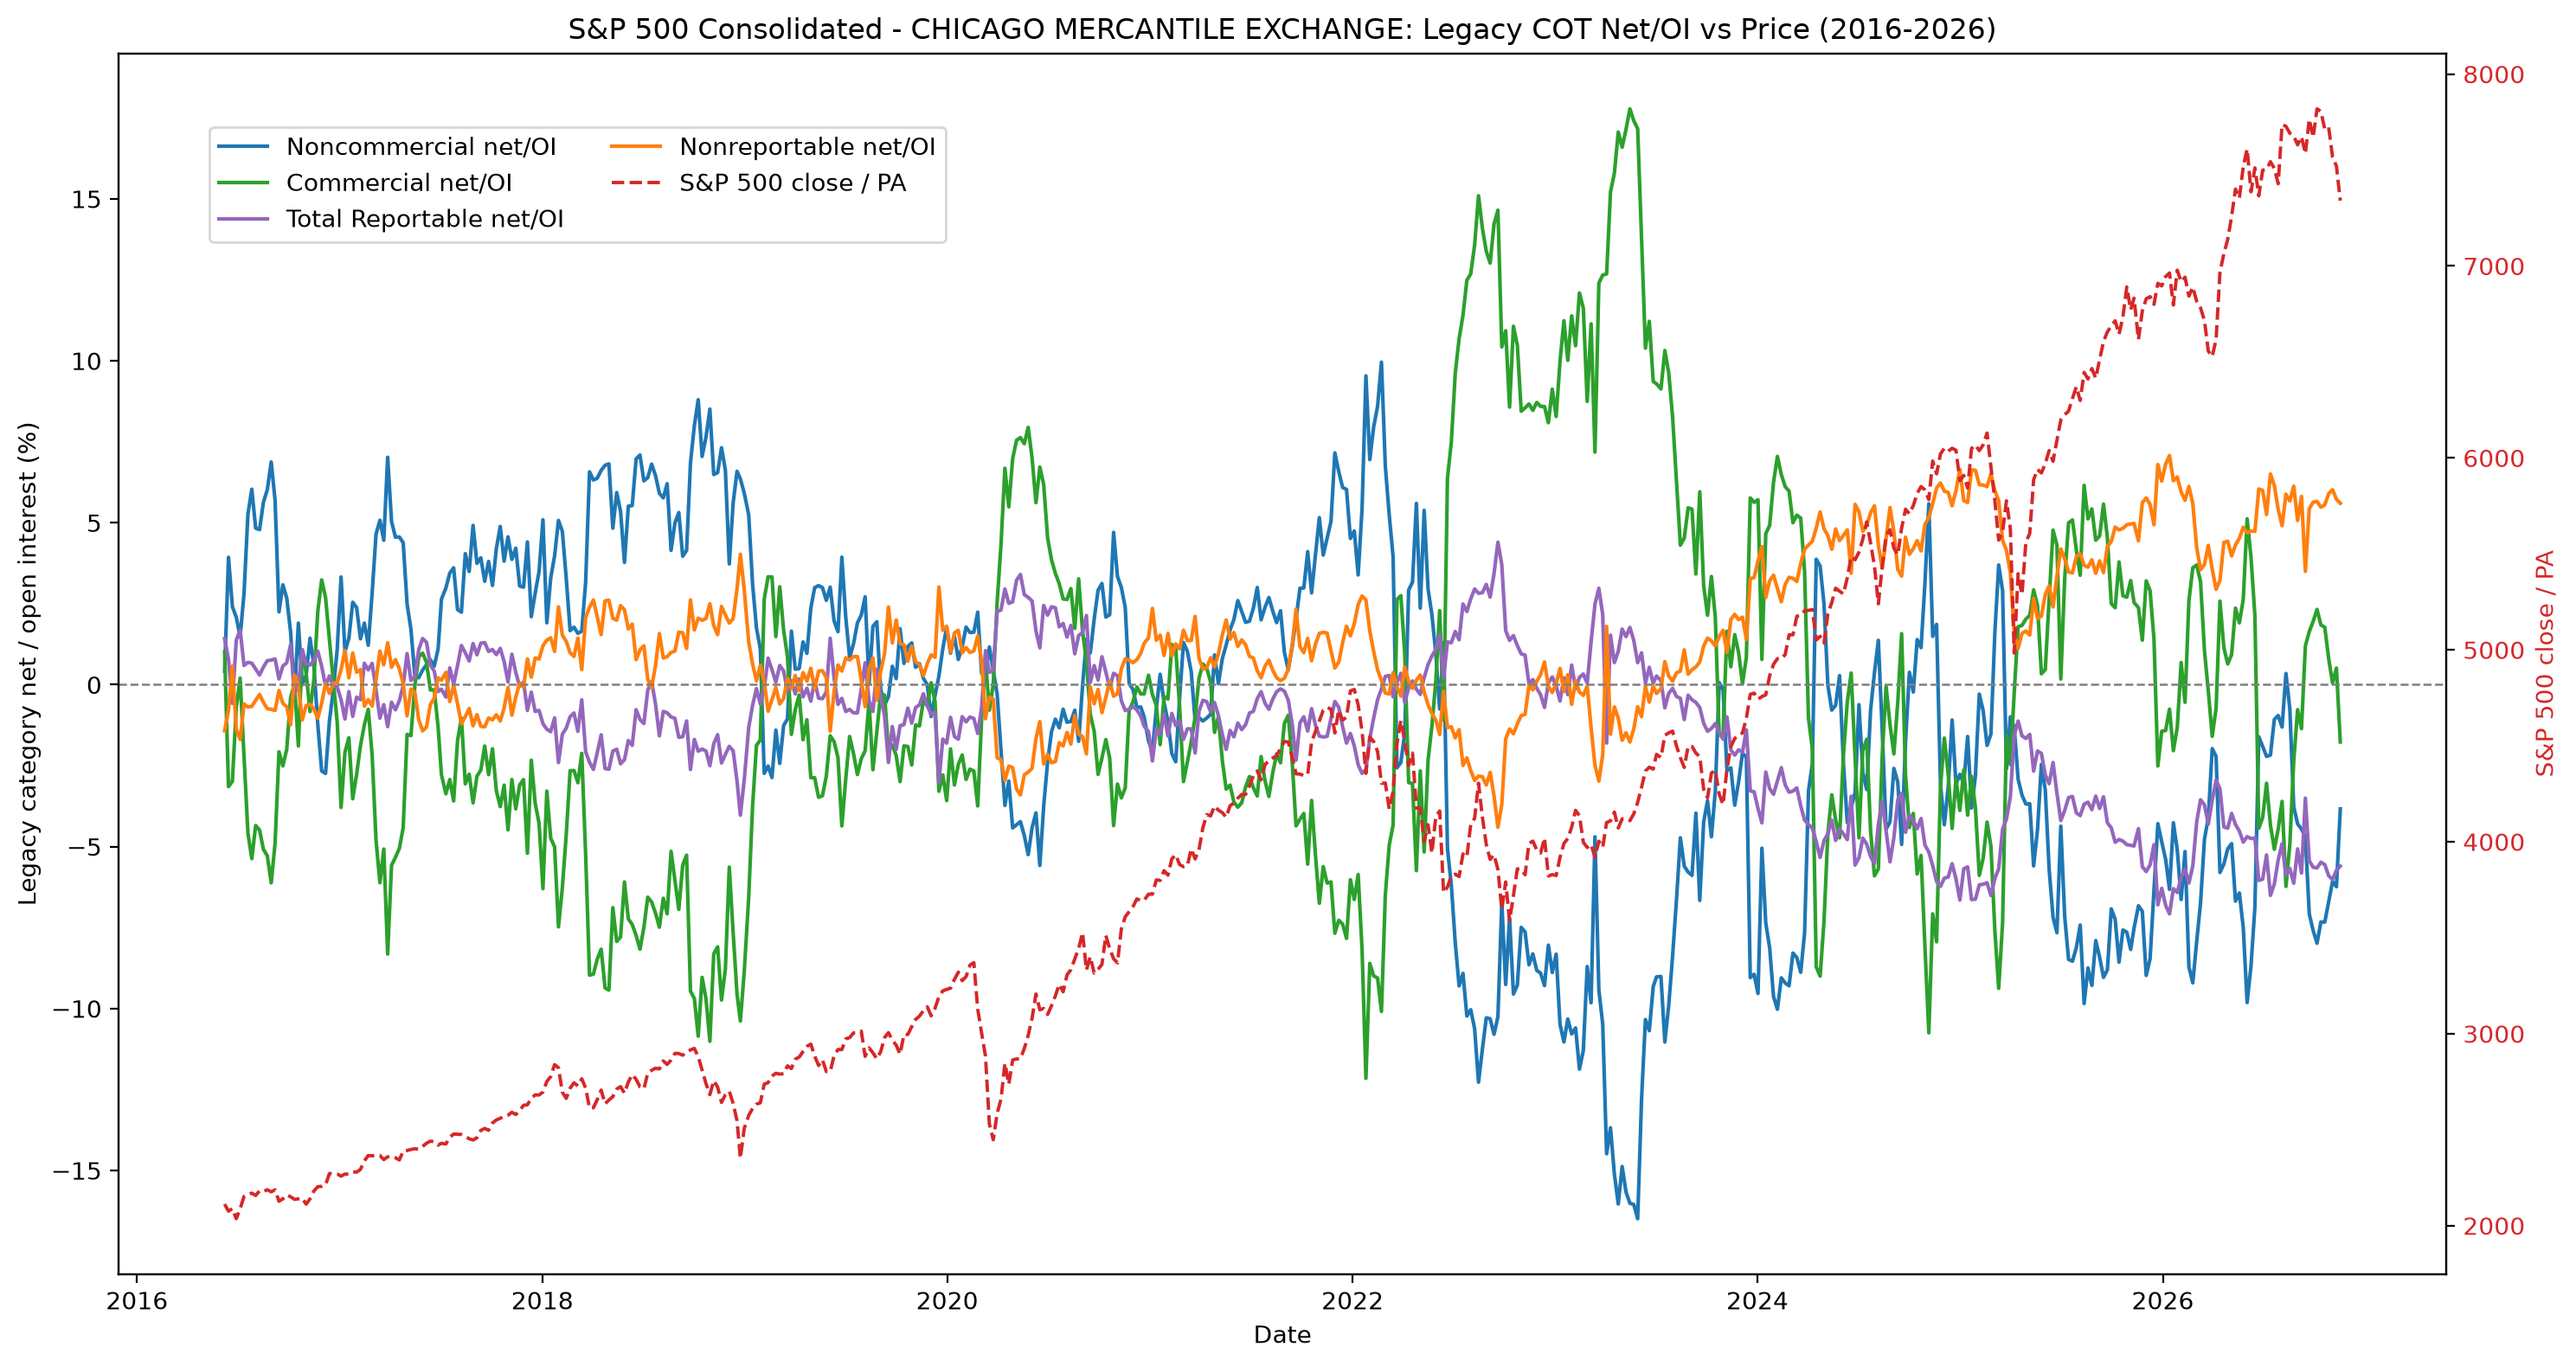 S&P 500 Consolidated - CHICAGO MERCANTILE EXCHANGE: Legacy COT Net/OI vs Price (2016-2026)
Noncommercial net/OI
Commercial net/OI
Total Reportable net/OI
Nonreportable net/OI
S&P 500 close / PA
Legacy category net / open interest (%)
15
10
5
0
−5
−10
−15
8000
7000
6000
5000
4000
3000
2000
S&P 500 close / PA
2016
2018
2020
2022
2024
2026
Date